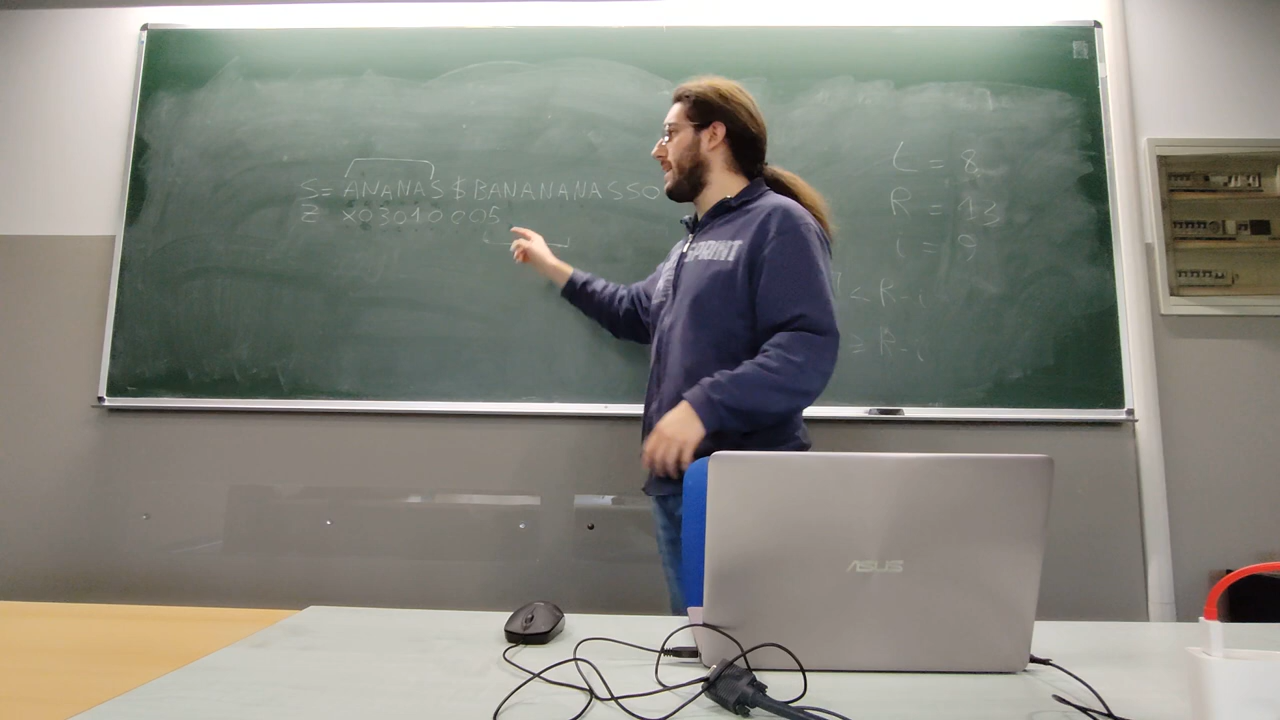 S= ANANAS$BANANANASSO
Z x03010005
L = 8
R = 13
i = 9
< R-i
≥ R-i
SPRINT
ASUS